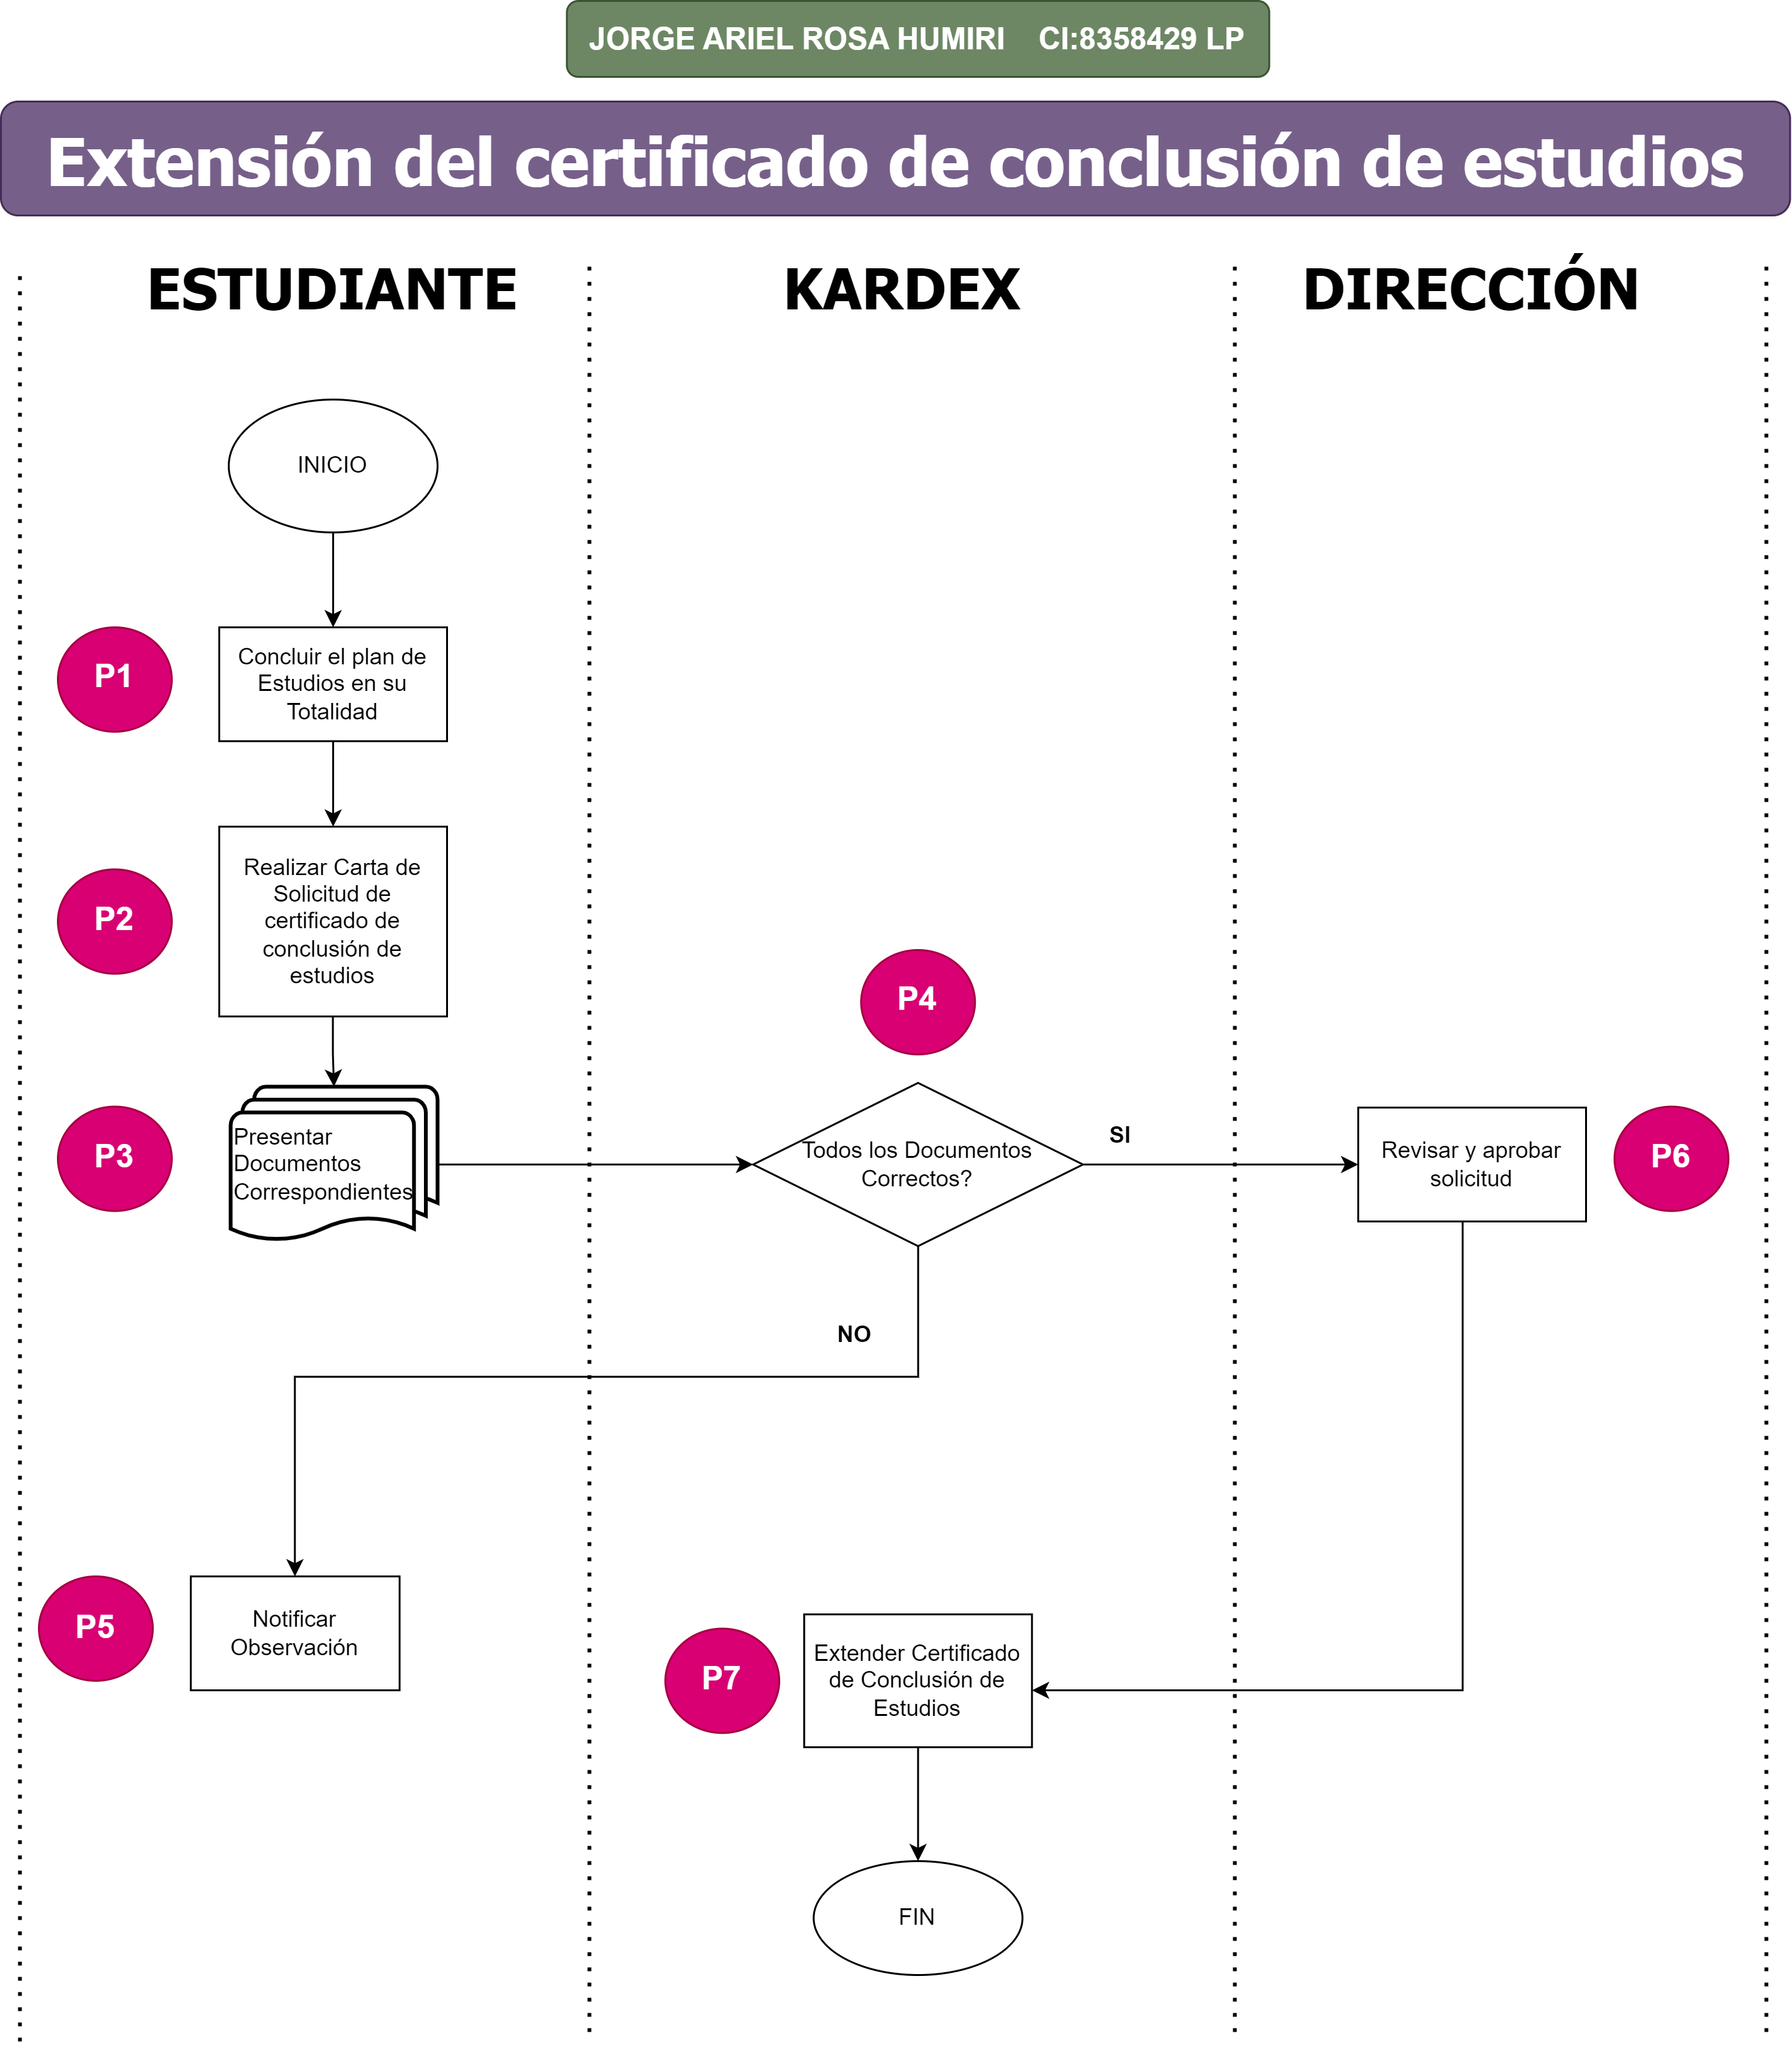 JORGE ARIEL ROSA HUMIRI    CI:8358429 LP
Extensión del certificado de conclusión de estudios
ESTUDIANTE
KARDEX
DIRECCIÓN
INICIO
P1
Concluir el plan de
Estudios en su
Totalidad
P2
Realizar Carta de
Solicitud de
certificado de
conclusión de
estudios
P3
Presentar
Documentos
Correspondientes
P4
Todos los Documentos
Correctos?
SI
Revisar y aprobar
solicitud
P6
NO
P5
Notificar
Observación
P7
Extender Certificado
de Conclusión de
Estudios
FIN